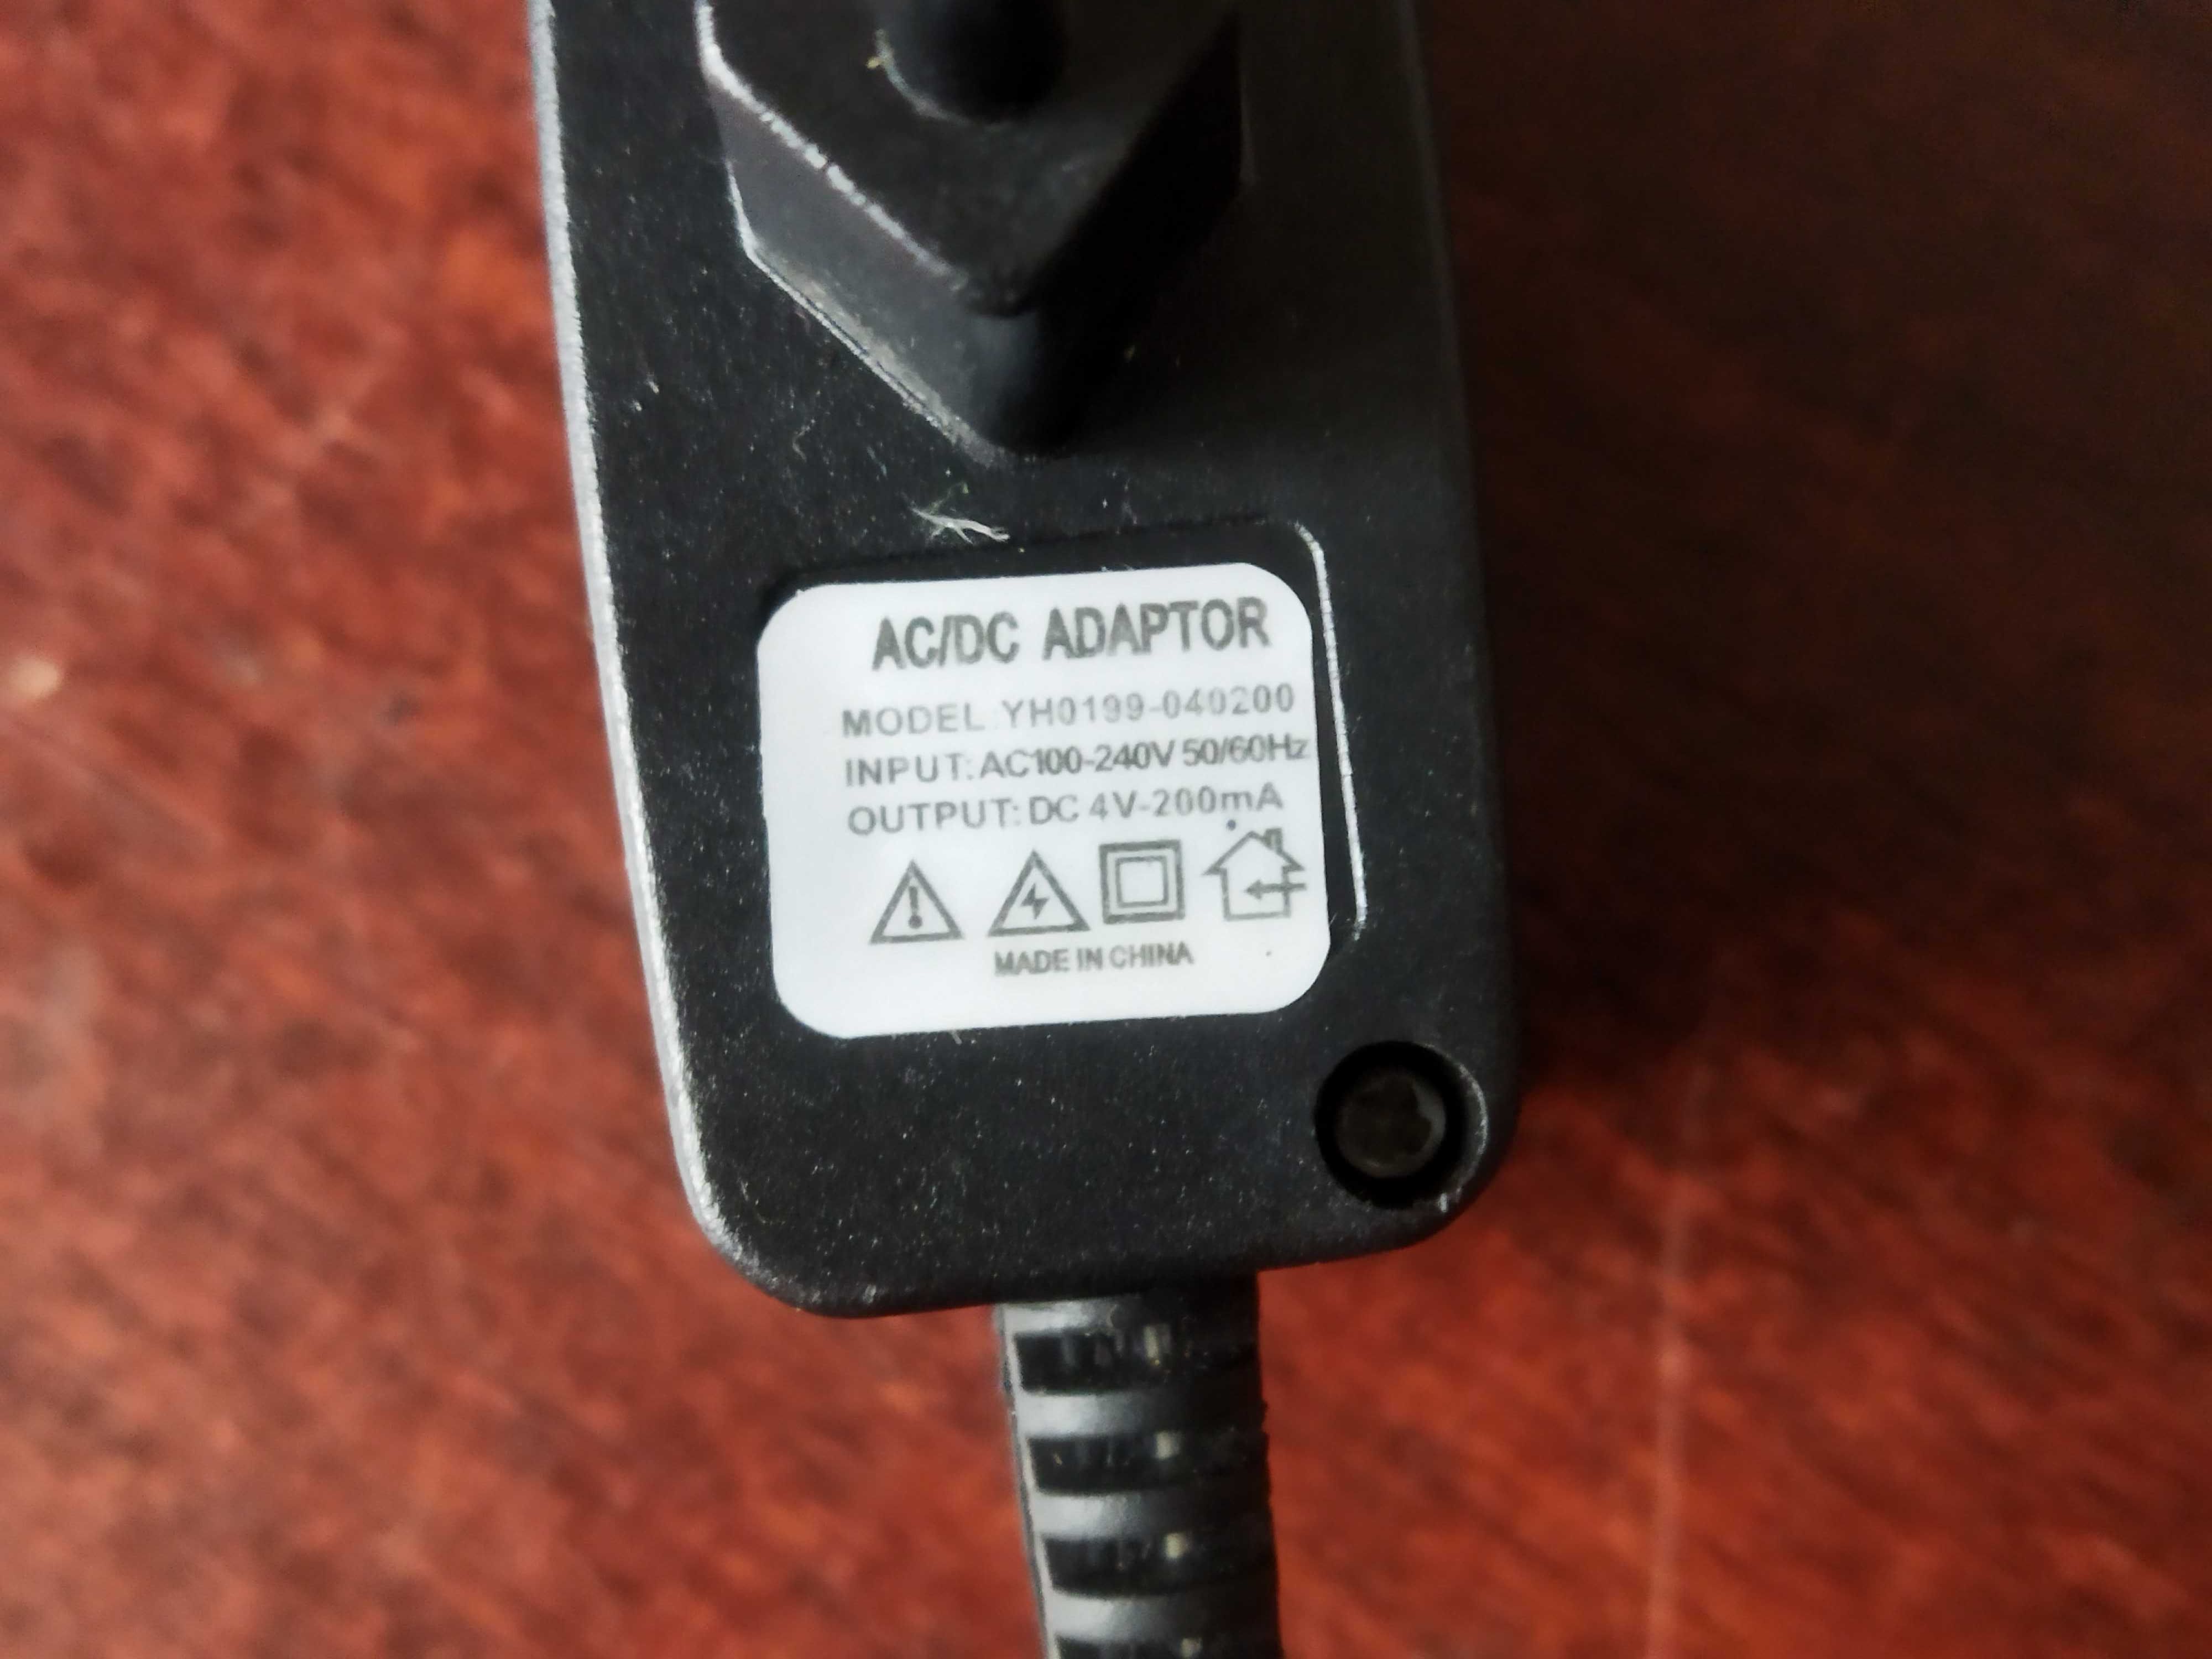 AC/DC ADAPTOR
MODEL:YH0199-040200
INPUT:AC100-240V 50/60Hz
OUTPUT:DC 4V-200mA
MADE IN CHINA